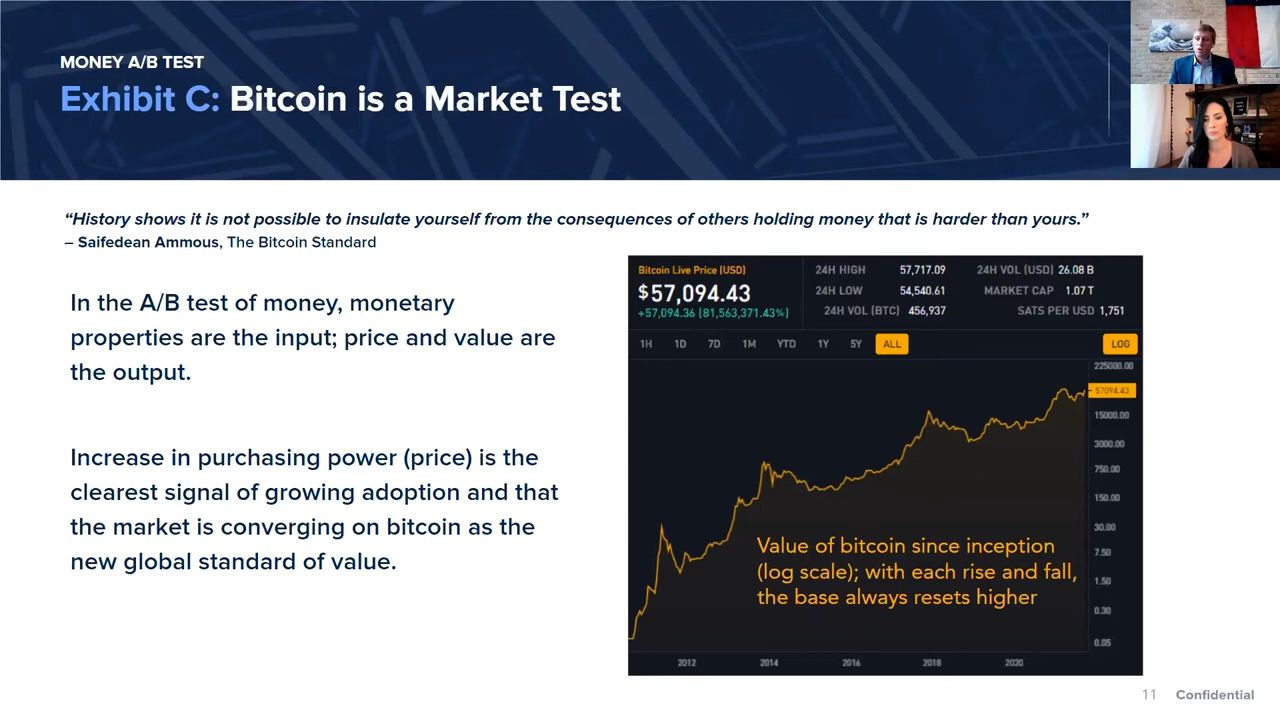 MONEY A/B TEST
Exhibit C: Bitcoin is a Market Test
“History shows it is not possible to insulate yourself from the consequences of others holding money that is harder than yours.”
– Saifedean Ammous, The Bitcoin Standard
In the A/B test of money, monetary
properties are the input; price and value are
the output.
Increase in purchasing power (price) is the
clearest signal of growing adoption and that
the market is converging on bitcoin as the
new global standard of value.
Bitcoin Live Price (USD)
$57,094.43
+57,094.36 (81,563,371.43%)
24H HIGH 57,717.09
24H LOW 54,540.61
24H VOL (BTC) 456,937
24H VOL (USD) 26.08 B
MARKET CAP 1.07 T
SATS PER USD 1,751
1H 1D 7D 1M YTD 1Y 5Y ALL LOG
225000.00
57094.43
15000.00
3000.00
750.00
150.00
30.00
7.50
1.50
0.30
0.05
Value of bitcoin since inception
(log scale); with each rise and fall,
the base always resets higher
2012 2014 2016 2018 2020
11 Confidential